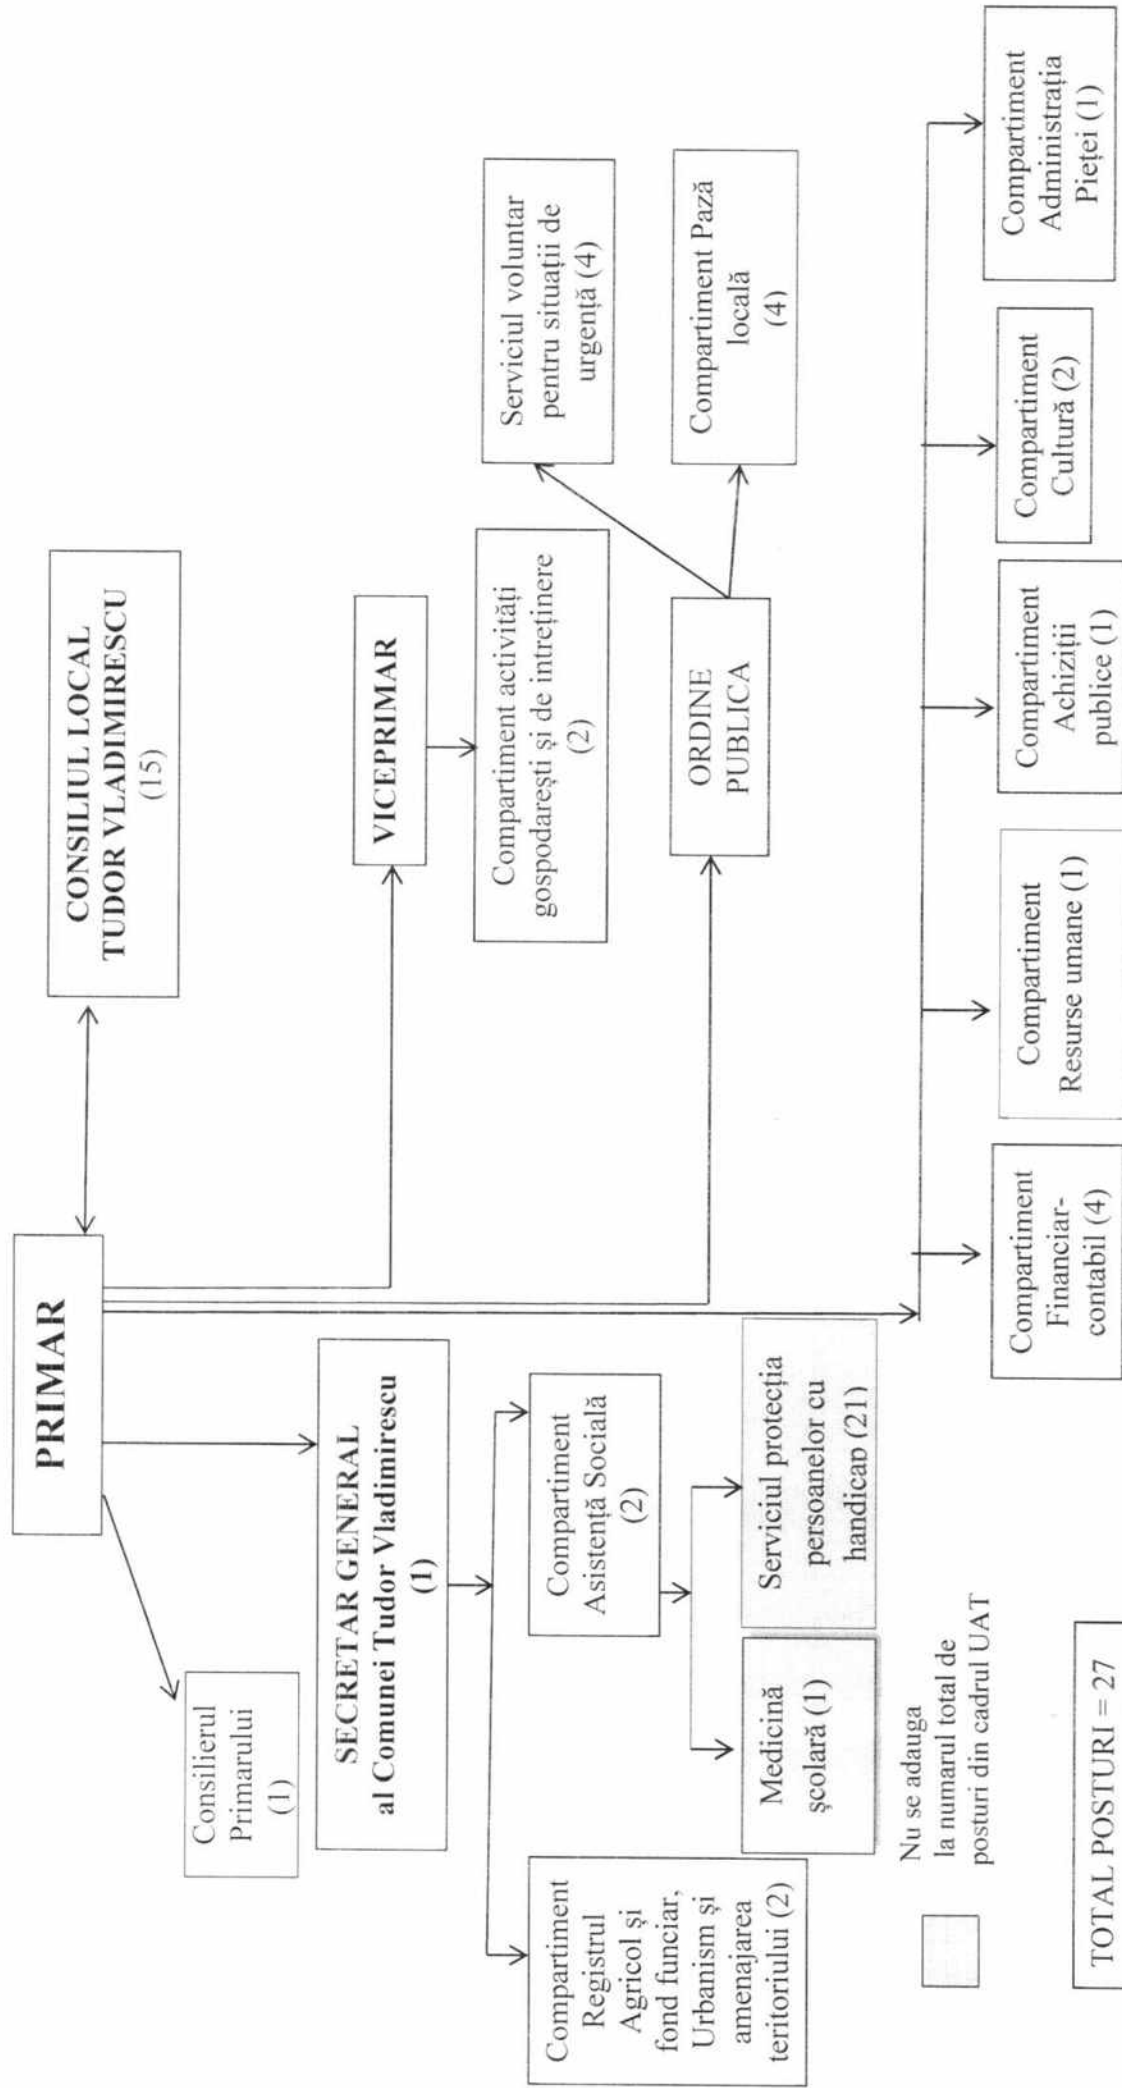 PRIMAR
CONSILIUL LOCAL
TUDOR VLADIMIRESCU
(15)
Consilierul
Primarului
(1)
SECRETAR GENERAL
al Comunei Tudor Vladimirescu
(1)
VICEPRIMAR
Compartiment activități
gospodarești și de intreținere
(2)
Serviciul voluntar
pentru situații de
urgență (4)
Compartiment
Registrul
Agricol și
fond funciar,
Urbanism și
amenajarea
teritoriului (2)
Compartiment
Asistență Socială
(2)
ORDINE
PUBLICA
Compartiment Pază
locală
(4)
Medicină
școlară (1)
Serviciul protecția
persoanelor cu
handicap (21)
Nu se adauga
la numarul total de
posturi din cadrul UAT
Compartiment
Financiar-
contabil (4)
Compartiment
Resurse umane (1)
Compartiment
Achiziții
publice (1)
Compartiment
Cultură (2)
Compartiment
Administrația
Pieței (1)
TOTAL POSTURI = 27